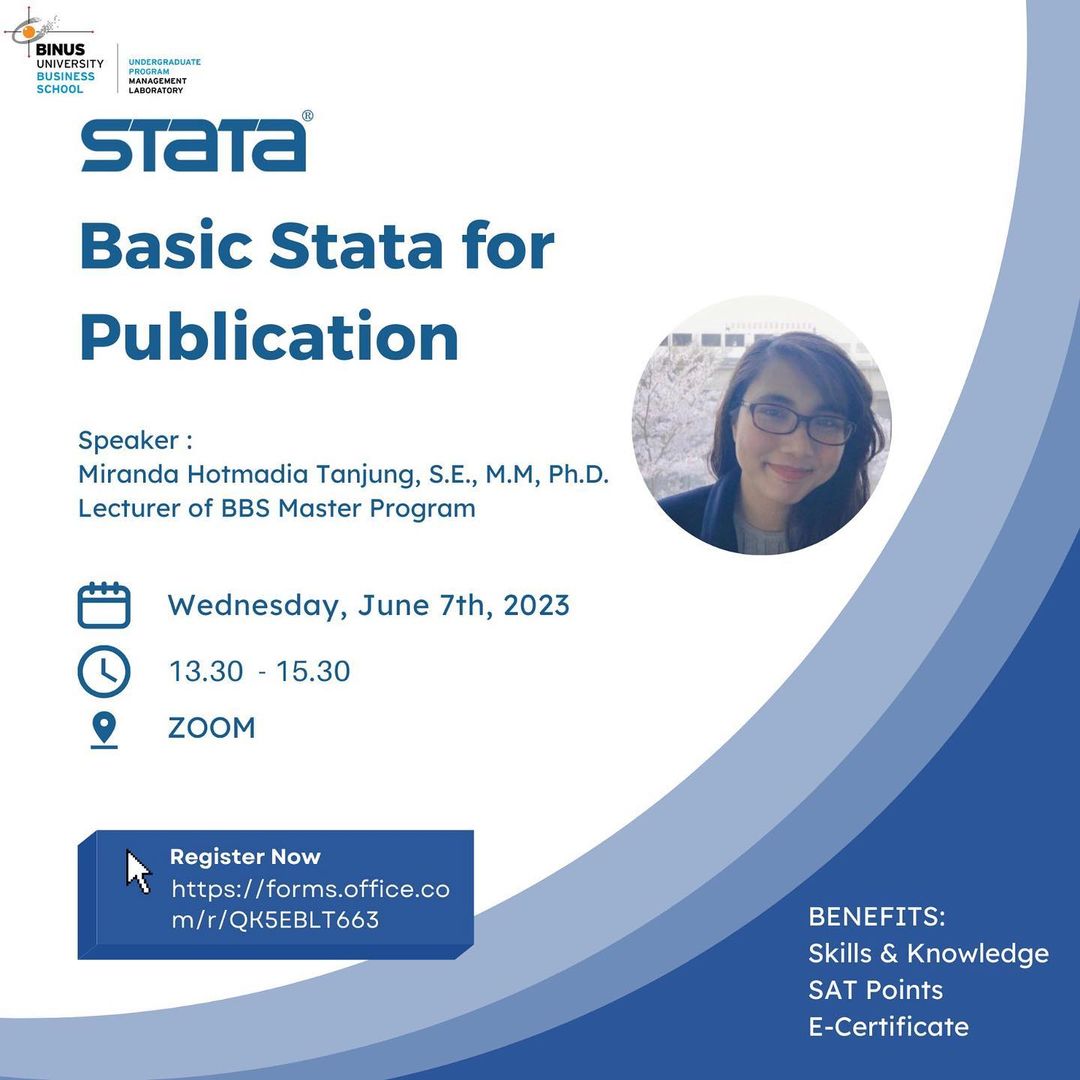 BINUS
UNIVERSITY
BUSINESS
SCHOOL
UNDERGRADUATE
PROGRAM
MANAGEMENT
LABORATORY
STATA®
Basic Stata for
Publication
Speaker :
Miranda Hotmadia Tanjung, S.E., M.M, Ph.D.
Lecturer of BBS Master Program
Wednesday, June 7th, 2023
13.30 - 15.30
ZOOM
Register Now
https://forms.office.co
m/r/QK5EBLT663
BENEFITS:
Skills & Knowledge
SAT Points
E-Certificate